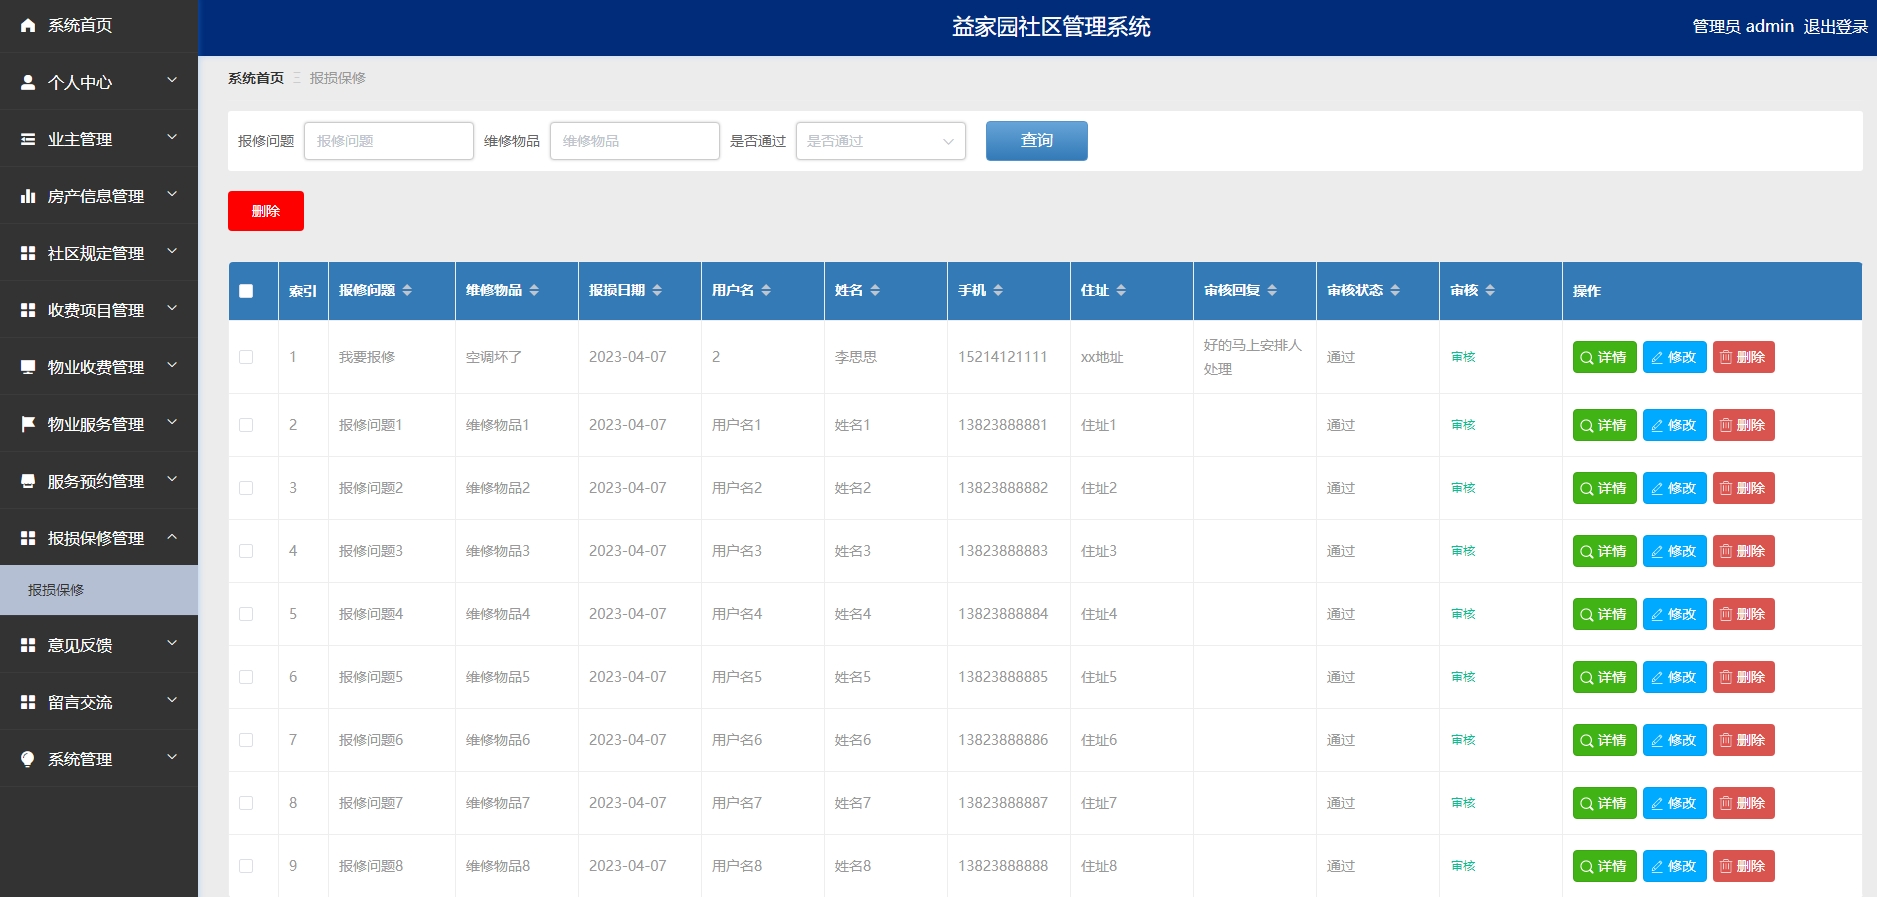 益家园社区管理系统
管理员 admin 退出登录
系统首页
个人中心
业主管理
房产信息管理
社区规定管理
收费项目管理
物业收费管理
物业服务管理
服务预约管理
报损保修管理
报损保修
意见反馈
留言交流
系统管理
系统首页 报损保修
报修问题 报修问题 维修物品 维修物品 是否通过 是否通过 查询
删除
索引 报修问题 维修物品 报损日期 用户名 姓名 手机 住址 审核回复 审核状态 审核 操作
1 我要报修 空调坏了 2023-04-07 2 李思思 15214121111 xx地址 好的马上安排人 通过 审核 详情 修改 删除
处理
2 报修问题1 维修物品1 2023-04-07 用户名1 姓名1 13823888881 住址1 通过 审核 详情 修改 删除
3 报修问题2 维修物品2 2023-04-07 用户名2 姓名2 13823888882 住址2 通过 审核 详情 修改 删除
4 报修问题3 维修物品3 2023-04-07 用户名3 姓名3 13823888883 住址3 通过 审核 详情 修改 删除
5 报修问题4 维修物品4 2023-04-07 用户名4 姓名4 13823888884 住址4 通过 审核 详情 修改 删除
6 报修问题5 维修物品5 2023-04-07 用户名5 姓名5 13823888885 住址5 通过 审核 详情 修改 删除
7 报修问题6 维修物品6 2023-04-07 用户名6 姓名6 13823888886 住址6 通过 审核 详情 修改 删除
8 报修问题7 维修物品7 2023-04-07 用户名7 姓名7 13823888887 住址7 通过 审核 详情 修改 删除
9 报修问题8 维修物品8 2023-04-07 用户名8 姓名8 13823888888 住址8 通过 审核 详情 修改 删除